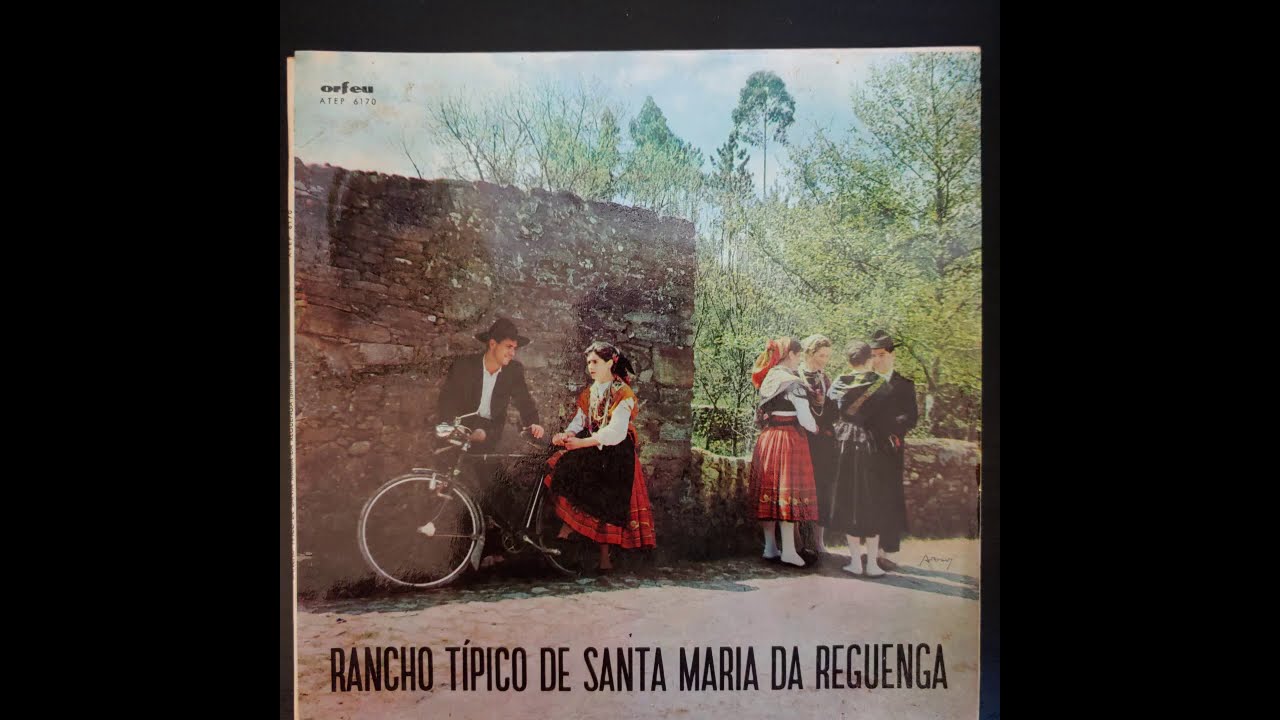 orfeu
ATEP 6170
RANCHO TÍPICO DE SANTA MARIA DA REGUENGA